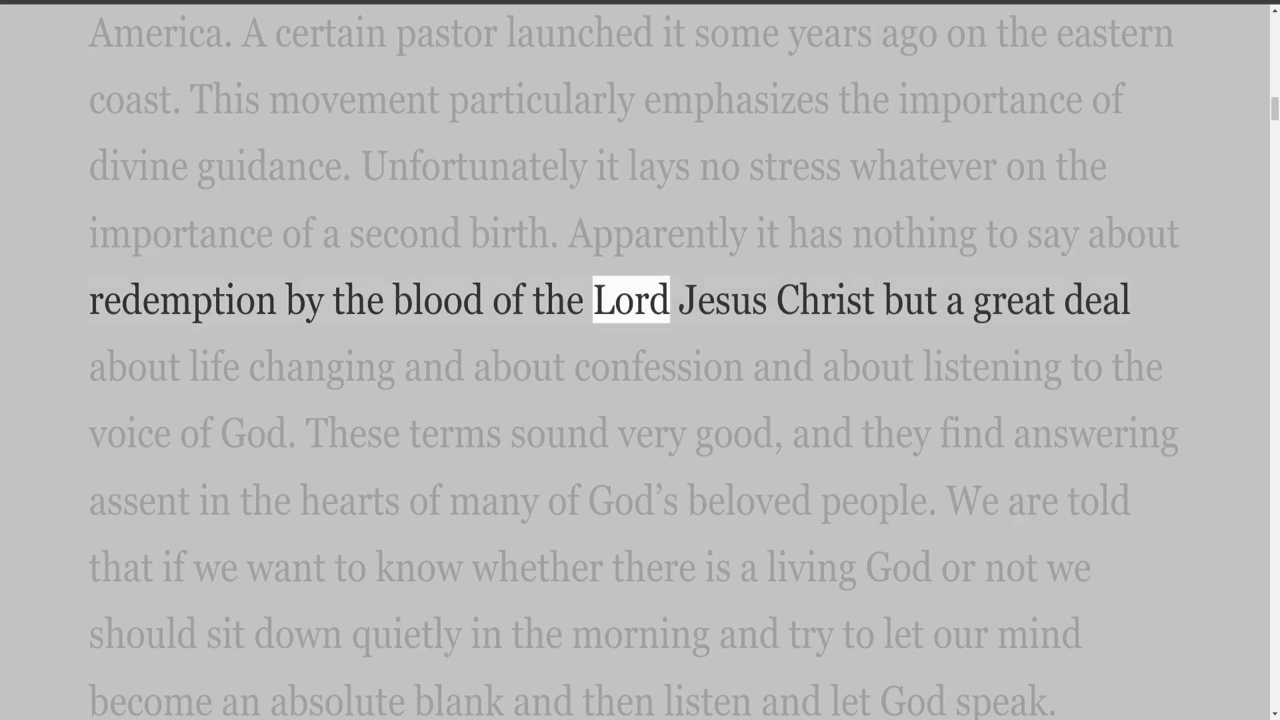 America. A certain pastor launched it some years ago on the eastern
coast. This movement particularly emphasizes the importance of
divine guidance. Unfortunately it lays no stress whatever on the
importance of a second birth. Apparently it has nothing to say about
redemption by the blood of the Lord Jesus Christ but a great deal
about life changing and about confession and about listening to the
voice of God. These terms sound very good, and they find answering
assent in the hearts of many of God’s beloved people. We are told
that if we want to know whether there is a living God or not we
should sit down quietly in the morning and try to let our mind
become an absolute blank and then listen and let God speak.